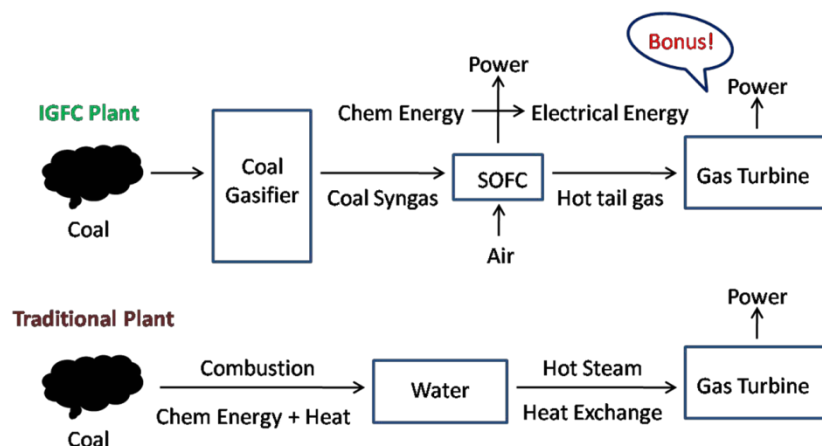 Bonus!
Power
Power
IGFC Plant
Chem Energy
Electrical Energy
Coal
Gasifier
SOFC
Gas Turbine
Coal Syngas
Hot tail gas
Coal
Air
Power
Traditional Plant
Combustion
Water
Hot Steam
Gas Turbine
Chem Energy + Heat
Heat Exchange
Coal